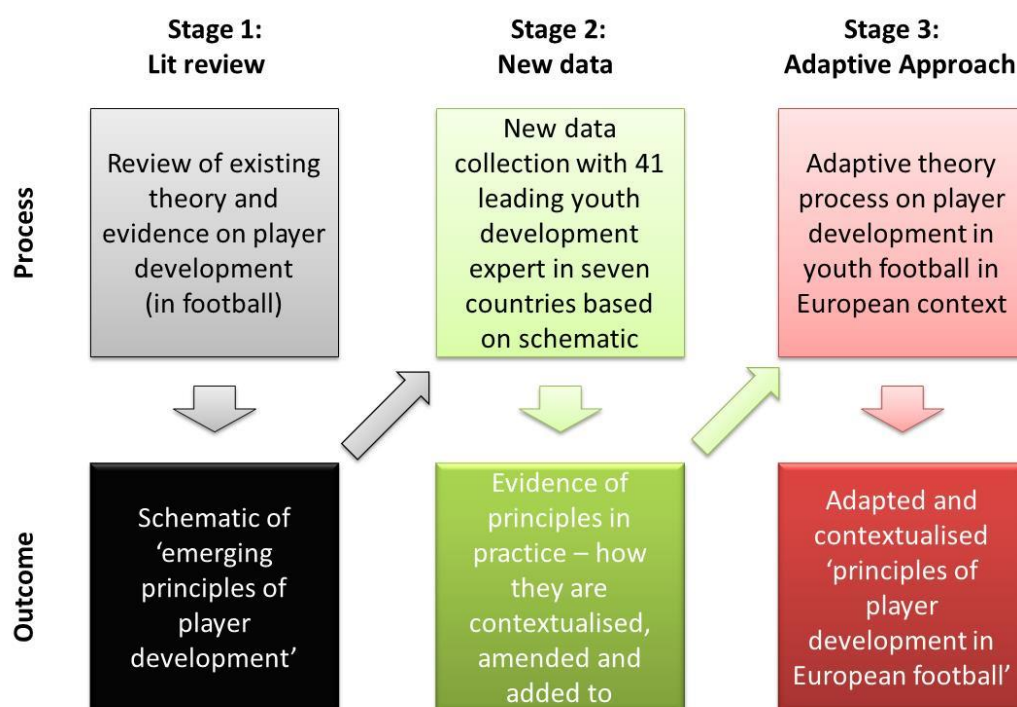 Stage 1:
Lit review
Stage 2:
New data
Stage 3:
Adaptive Approach
Process
Review of existing
theory and
evidence on player
development
(in football)
New data
collection with 41
leading youth
development
expert in seven
countries based
on schematic
Adaptive theory
process on player
development in
youth football in
European context
Outcome
Schematic of
‘emerging
principles of
player
development’
Evidence of
principles in
practice – how
they are
contextualised,
amended and
added to
Adapted and
contextualised
‘principles of
player
development in
European football’